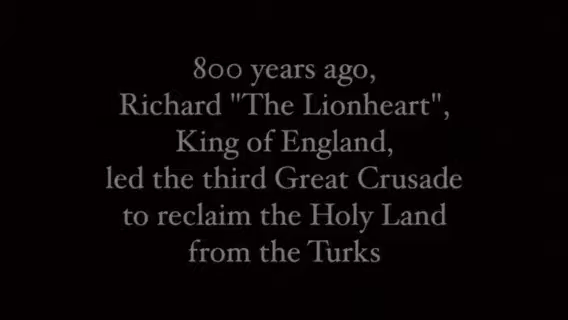 800 years ago,
Richard "The Lionheart",
King of England,
led the third Great Crusade
to reclaim the Holy Land
from the Turks